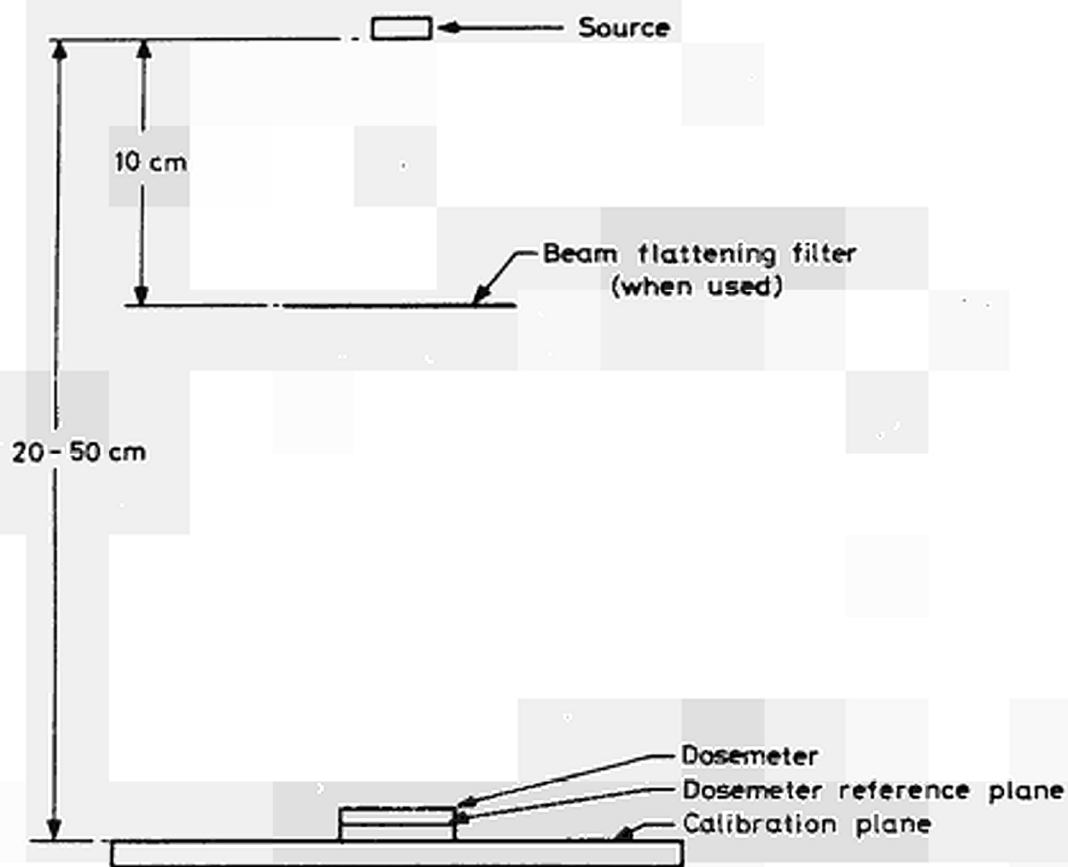 Source
10 cm
Beam flattening filter
(when used)
20-50 cm
Dosemeter
Dosemeter reference plane
Calibration plane